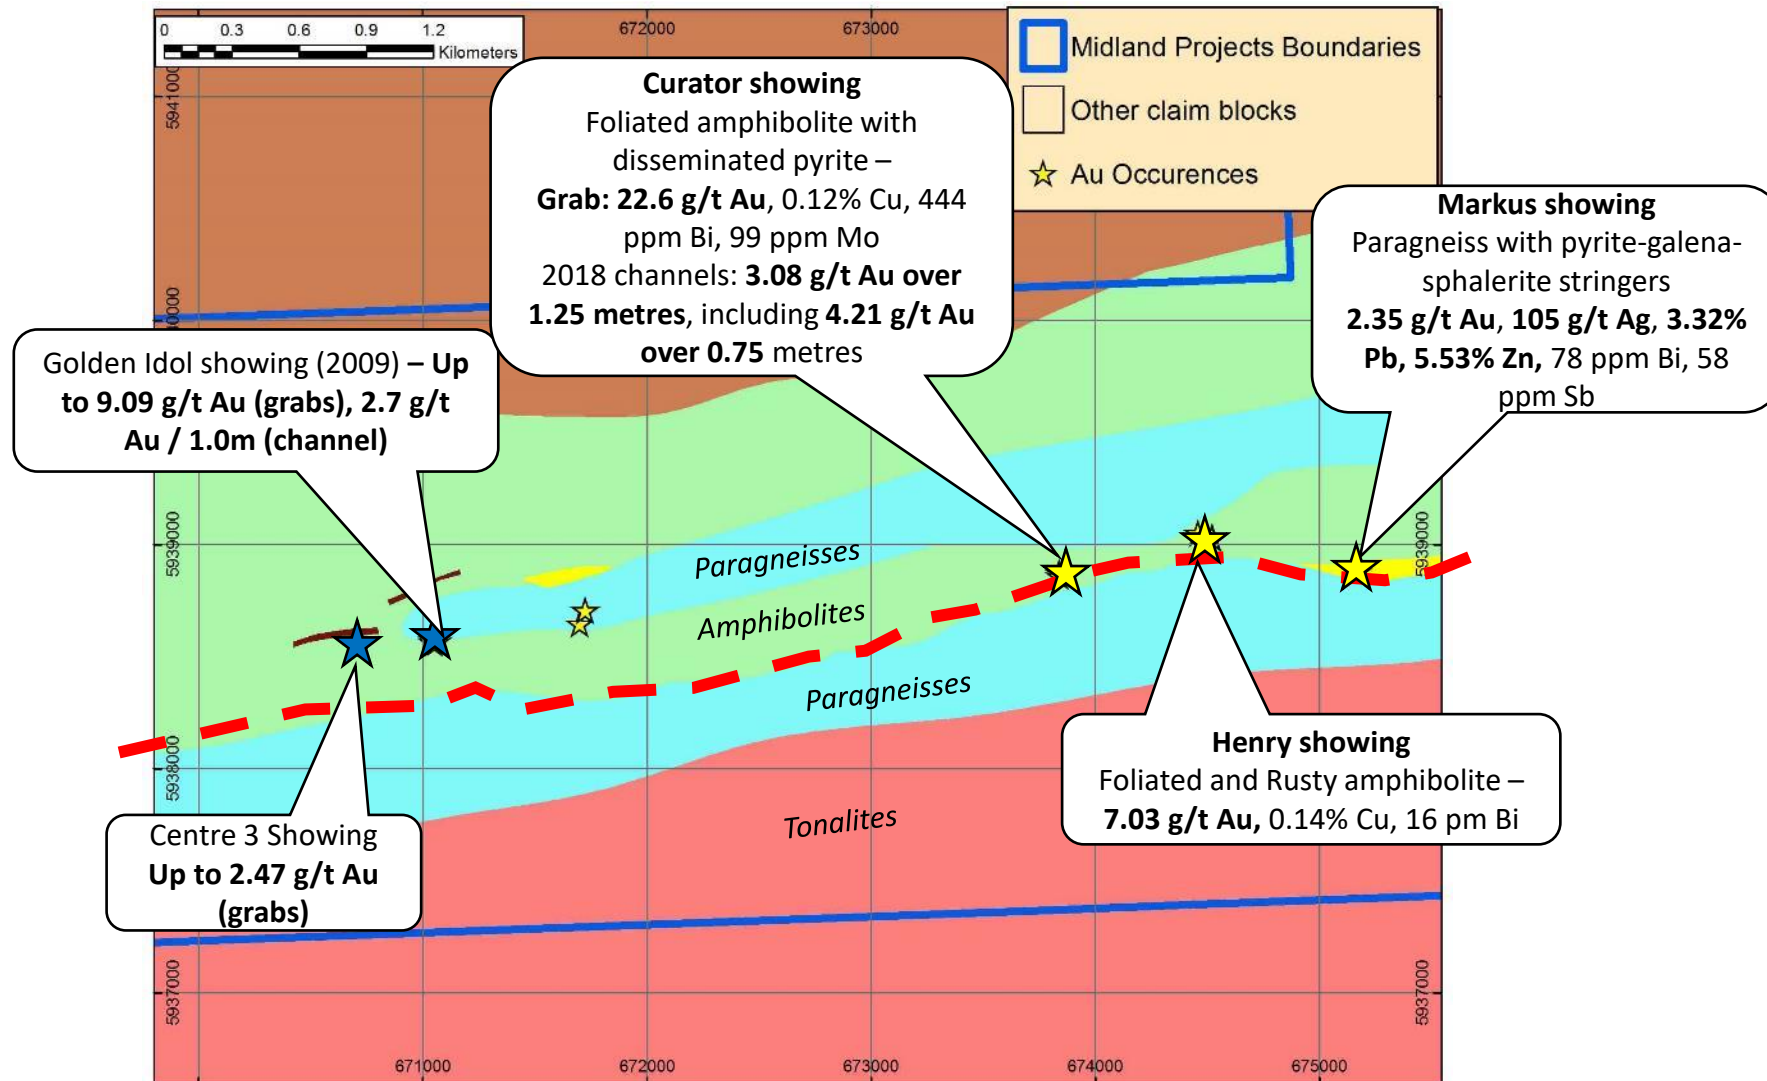 0 0.3 0.6 0.9 1.2
Kilometers
672000 673000
Midland Projects Boundaries
Other claim blocks
Au Occurences
Curator showing
Foliated amphibolite with
disseminated pyrite –
Grab: 22.6 g/t Au, 0.12% Cu, 444
ppm Bi, 99 ppm Mo
2018 channels: 3.08 g/t Au over
1.25 metres, including 4.21 g/t Au
over 0.75 metres
Markus showing
Paragneiss with pyrite-galena-
sphalerite stringers
2.35 g/t Au, 105 g/t Ag, 3.32%
Pb, 5.53% Zn, 78 ppm Bi, 58
ppm Sb
Golden Idol showing (2009) – Up
to 9.09 g/t Au (grabs), 2.7 g/t
Au / 1.0m (channel)
5941000
5939000
5939000
Paragneisses
Amphibolites
Paragneisses
Tonalites
5938000
Henry showing
Foliated and Rusty amphibolite –
7.03 g/t Au, 0.14% Cu, 16 pm Bi
Centre 3 Showing
Up to 2.47 g/t Au
(grabs)
5937000
5937000
671000 672000 673000 674000 675000